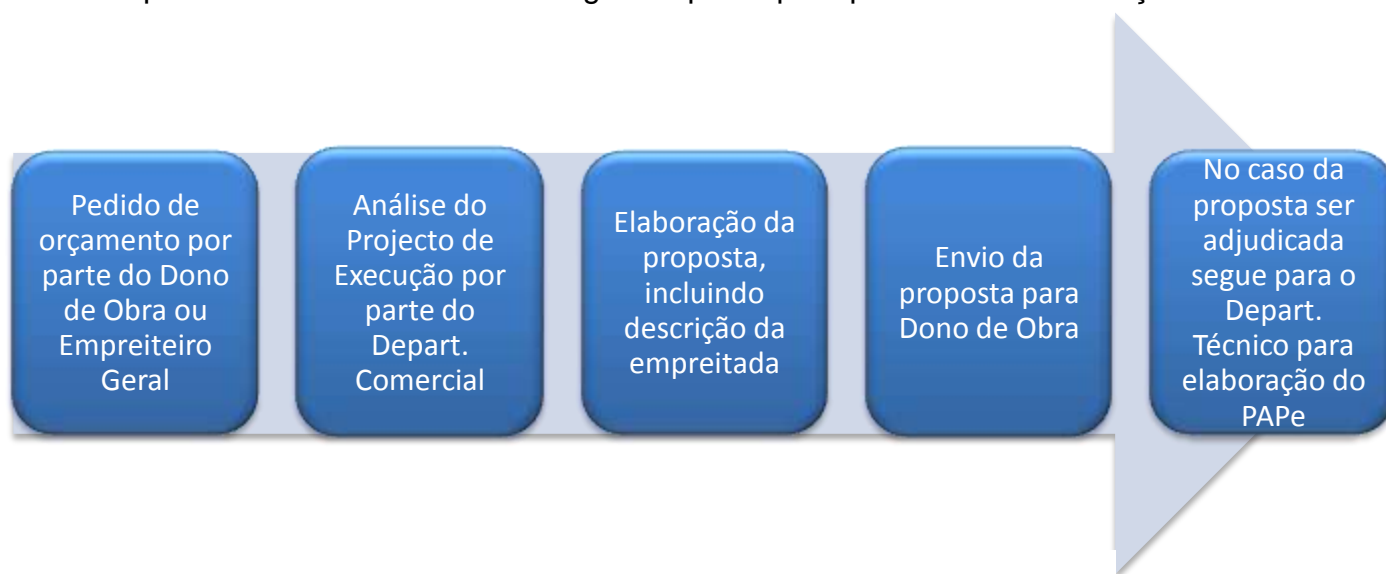 Pedido de
orçamento por
parte do Dono
de Obra ou
Empreiteiro
Geral
Análise do
Projecto de
Execução por
parte do
Depart.
Comercial
Elaboração da
proposta,
incluindo
descrição da
empreitada
Envio da
proposta para
Dono de Obra
No caso da
proposta ser
adjudicada
segue para o
Depart.
Técnico para
elaboração do
PAPe